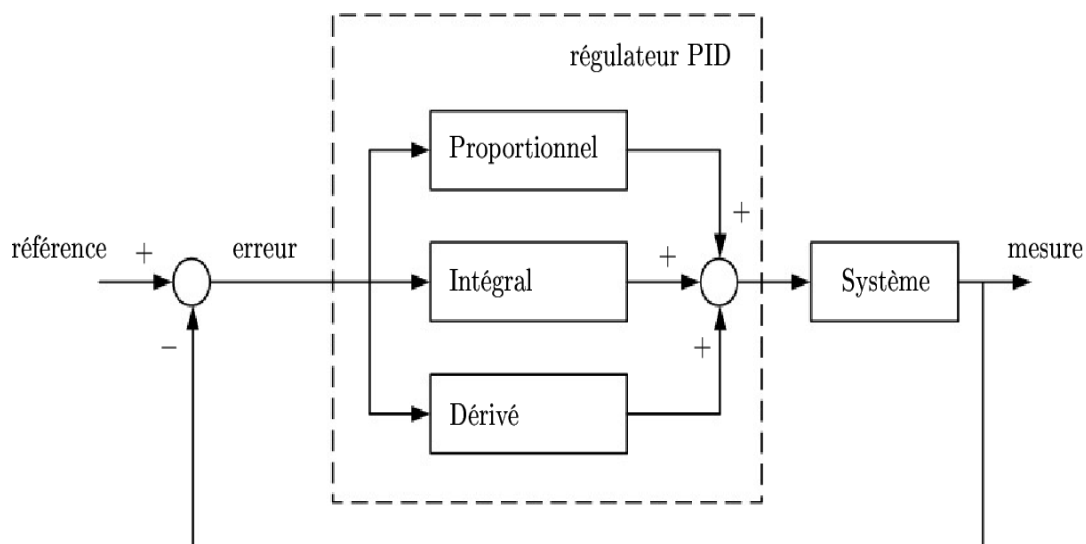 régulateur PID
Proportionnel
+
référence
+
erreur
Intégral
+
Système
mesure
−
+
Dérivé